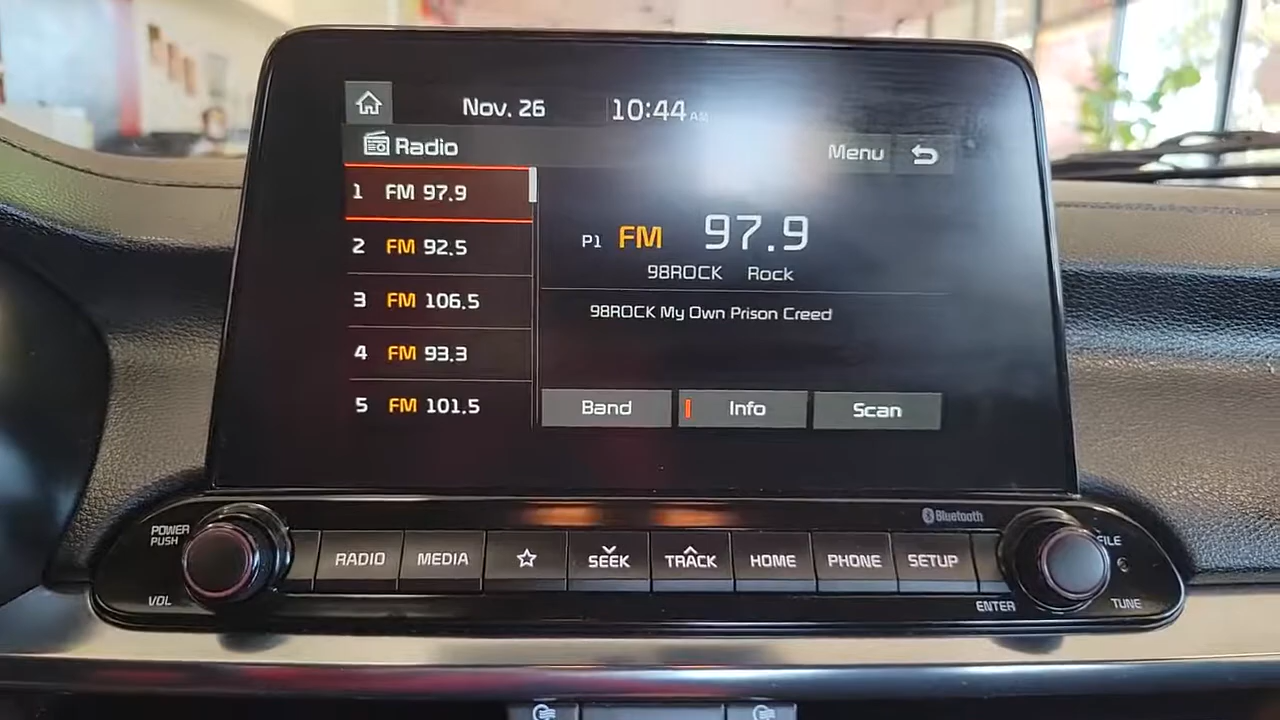 Nov. 26 10:44 AM
Radio
Menu
1 FM 97.9
2 FM 92.5
3 FM 106.5
4 FM 93.3
5 FM 101.5
P1 FM 97.9
98ROCK Rock
98ROCK My Own Prison Creed
Band Info Scan
Bluetooth
POWER
PUSH
VOL
RADIO MEDIA SEEK TRACK HOME PHONE SETUP
FILE
ENTER TUNE